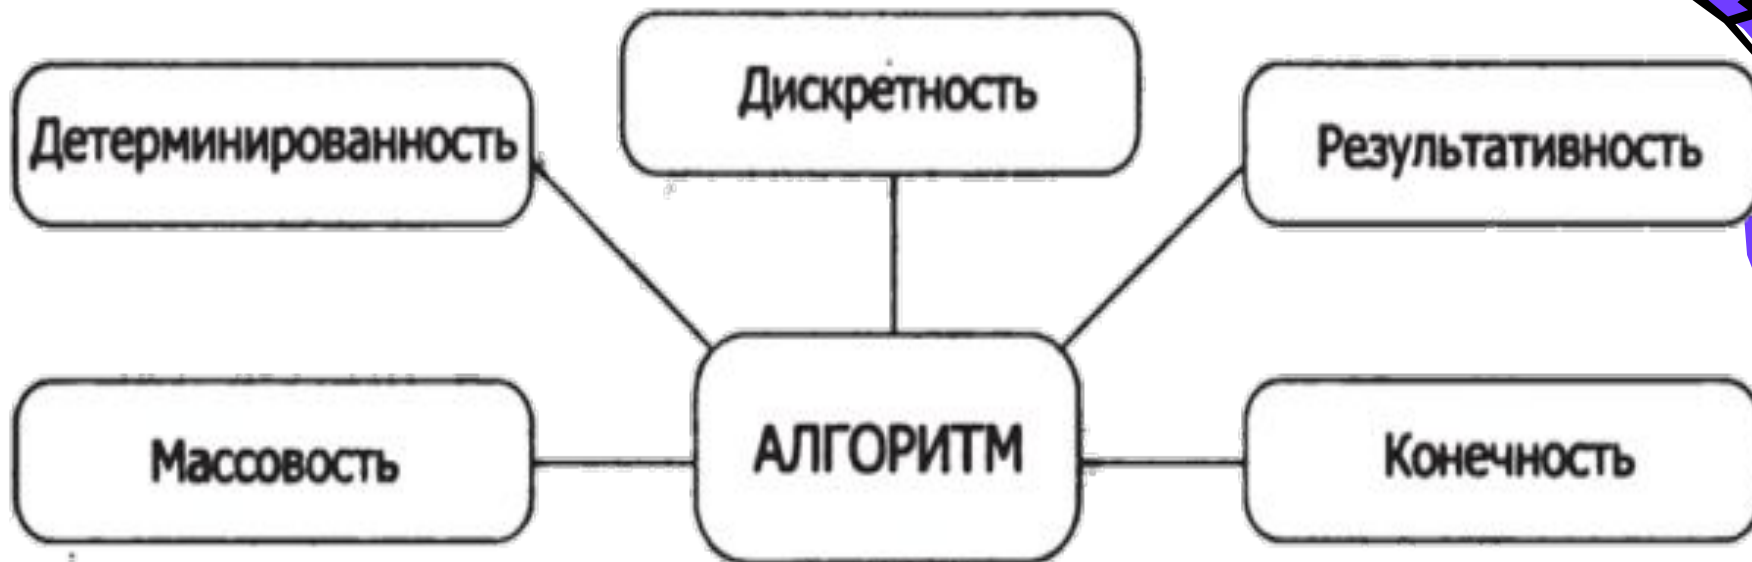 Дискретность
Детерминированность
Результативность
Массовость
АЛГОРИТМ
Конечность